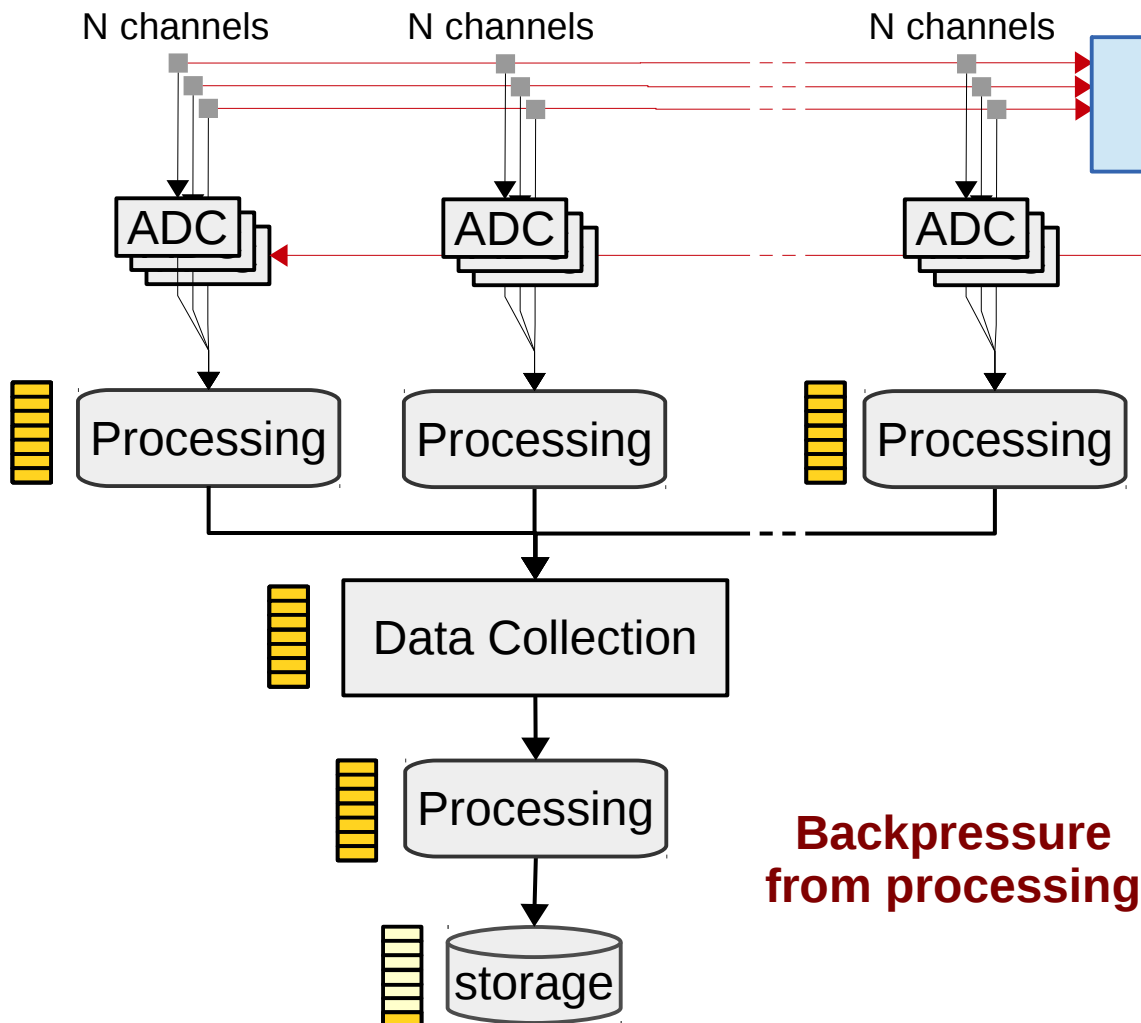 N channels
N channels
N channels
ADC
ADC
ADC
Processing
Processing
Processing
Data Collection
Processing
Backpressure
from processing
storage